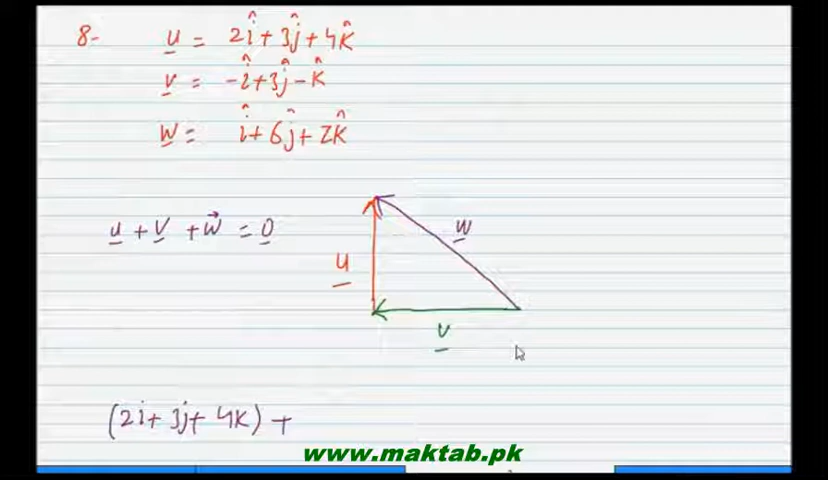 8- u = 2î + 3ĵ + 4k̂
v = -î + 3ĵ - k̂
w = î + 6ĵ + 2k̂
u + v + w⃗ = 0
w
u
v
(2i + 3j + 4k) +
www.maktab.pk